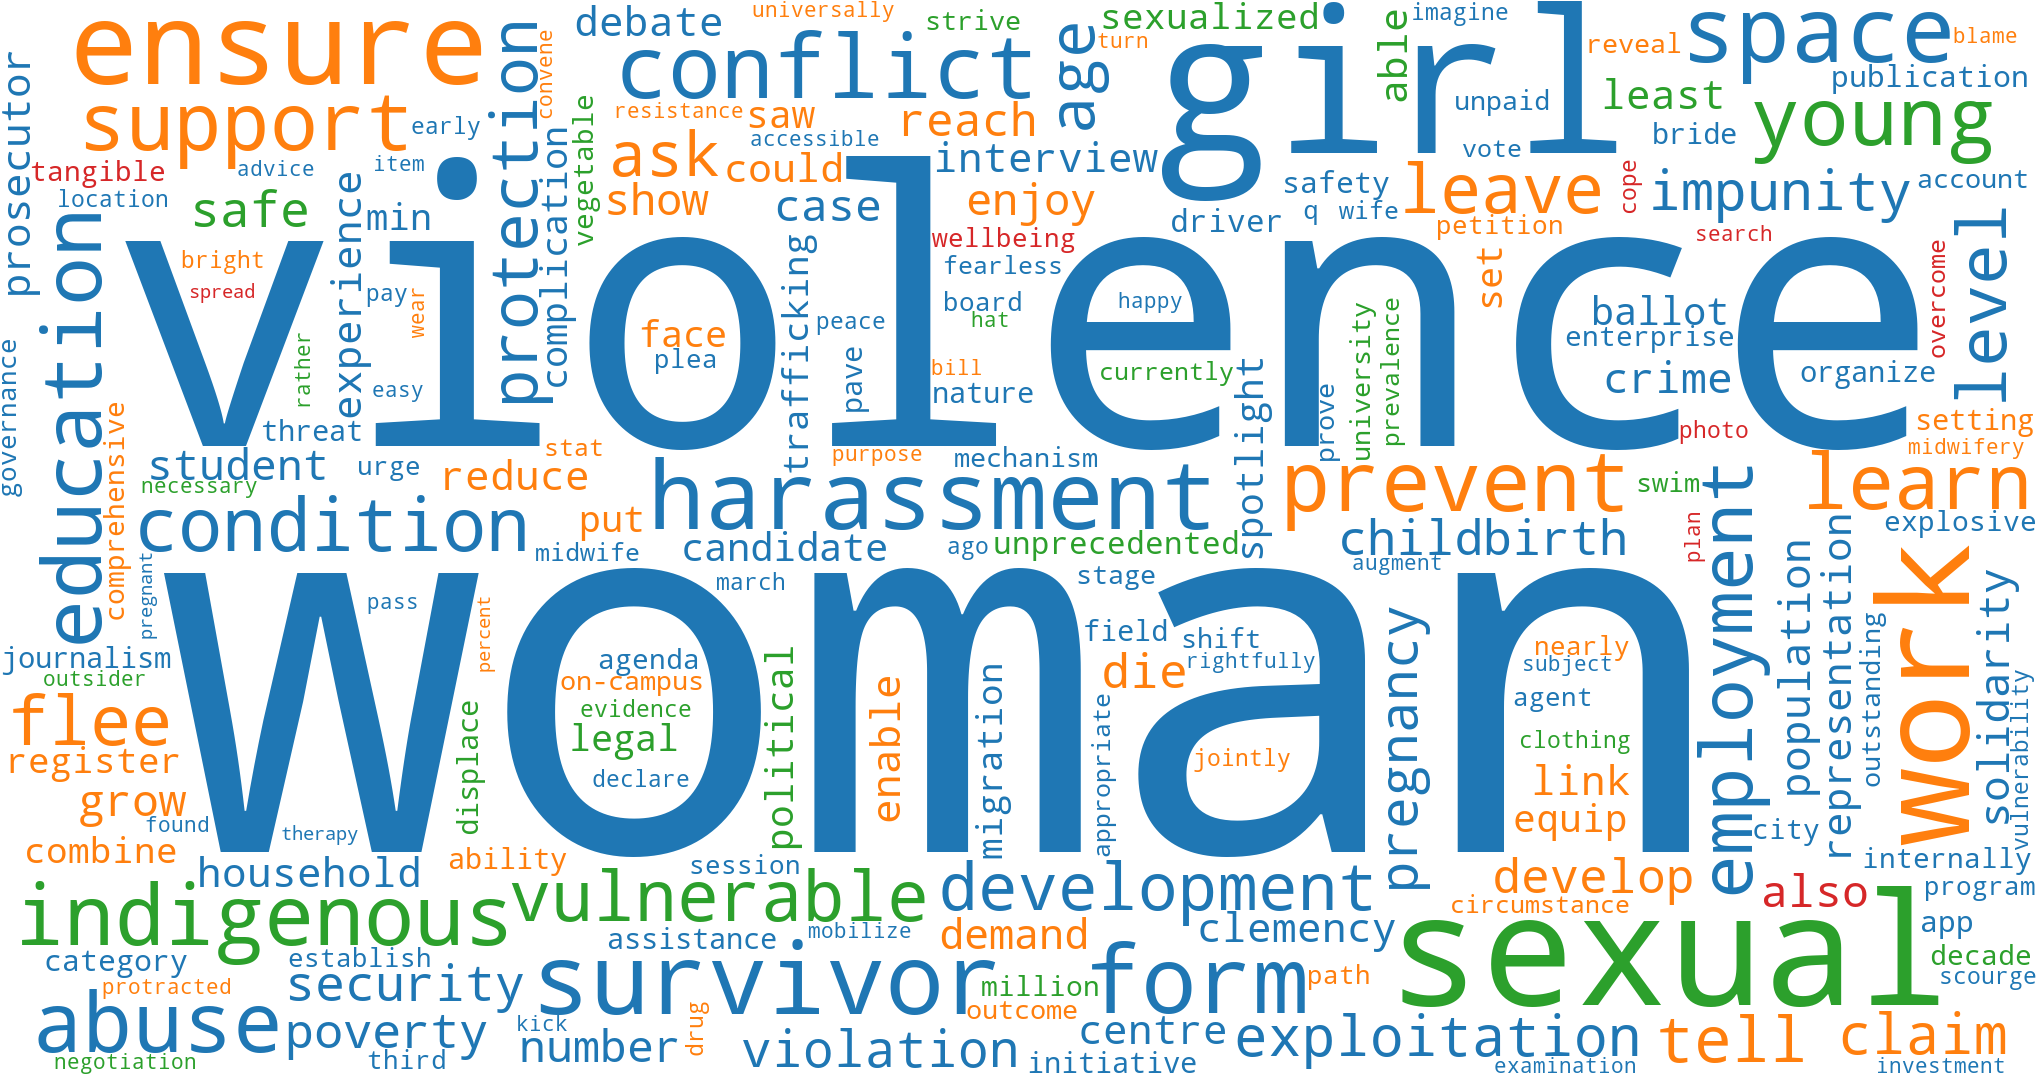 ensure
debate
universally
strive
sexualized
girl
imagine
space
blame
conflict
turn
able
reveal
publication
prosecutor
support
protection
convene
age
unpaid
least
young
early
vegetable
resistance
saw
reach
accessible
bride
tangible
advice
item
complication
ask
could
interview
vote
cope
location
safe
experience
min
show
case
enjoy
safety
leave
impunity
account
driver
q
wife
petition
search
education
violence
bright
spread
pay
wear
trafficking
wellbeing
fearless
board
hat
happy
set
level
overcome
governance
rather
easy
face
plea
peace
pave
bill
nature
currently
university
prevalence
ballot
enterprise
crime
organize
comprehensive
threat
student
urge
necessary
stat
reduce
purpose
mechanism
spotlight
prove
photo
setting
midwifery
condition
put
harassment
prevent
swim
learn
pregnant
midwife
candidate
ago
unprecedented
childbirth
augment
plan
employment
explosive
woman
pass
percent
march
stage
population
representation
work
journalism
outsider
agenda
on-campus
evidence
legal
declare
political
enable
migration
field
die
shift
rightfully
appropriate
jointly
pregnancy
nearly
subject
agent
clothing
link
equip
outstanding
solidarity
vulnerability
flee
register
grow
found
therapy
displace
combine
household
ability
session
city
internally
indigenous
vulnerable
development
develop
circumstance
also
program
category
establish
assistance
mobilize
demand
clemency
sexual
app
decade
scourge
protracted
security
survivor
million
form
path
abuse
poverty
kick
number
drug
outcome
violation
centre
exploitation
tell
claim
negotiation
third
initiative
examination
investment